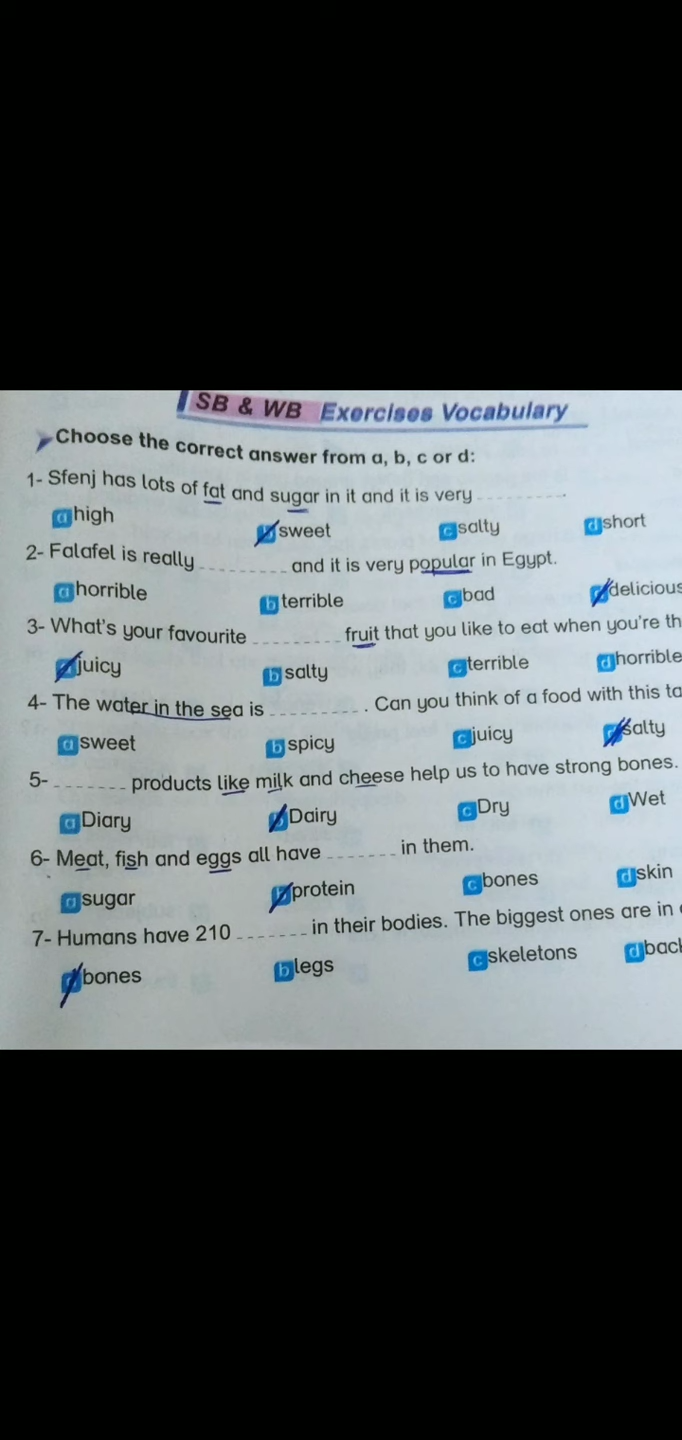 SB & WB Exercises Vocabulary
Choose the correct answer from a, b, c or d:
1- Sfenj has lots of fat and sugar in it and it is very ----------.
a high b sweet c salty d short
2- Falafel is really ---------- and it is very popular in Egypt.
a horrible b terrible c bad d delicious
3- What's your favourite ---------- fruit that you like to eat when you're
a juicy b salty c terrible d horrible
4- The water in the sea is ----------. Can you think of a food with this
a sweet b spicy c juicy d salty
5- -------- products like milk and cheese help us to have strong bones.
a Diary b Dairy c Dry d Wet
6- Meat, fish and eggs all have -------- in them.
a sugar b protein c bones d skin
7- Humans have 210 -------- in their bodies. The biggest ones are in
a bones b legs c skeletons d